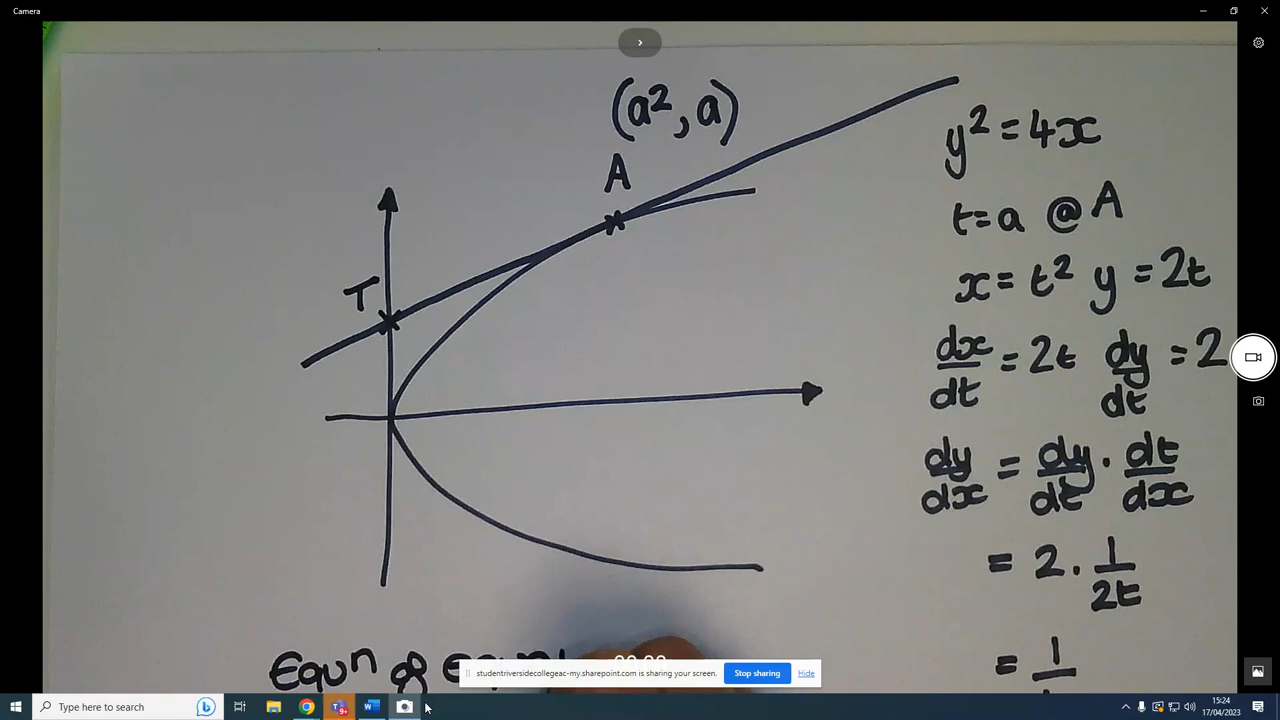 Camera
(a², a)
A
T
y² = 4x
t = a @ A
x = t² y = 2t
dx/dt = 2t dy/dt = 2
dy/dx = dy/dt · dt/dx
= 2 · 1/2t
= 1
Equⁿ of
studentriversidecollegeac-my.sharepoint.com is sharing your screen.
Stop sharing
Hide
Type here to search
15:24
17/04/2023